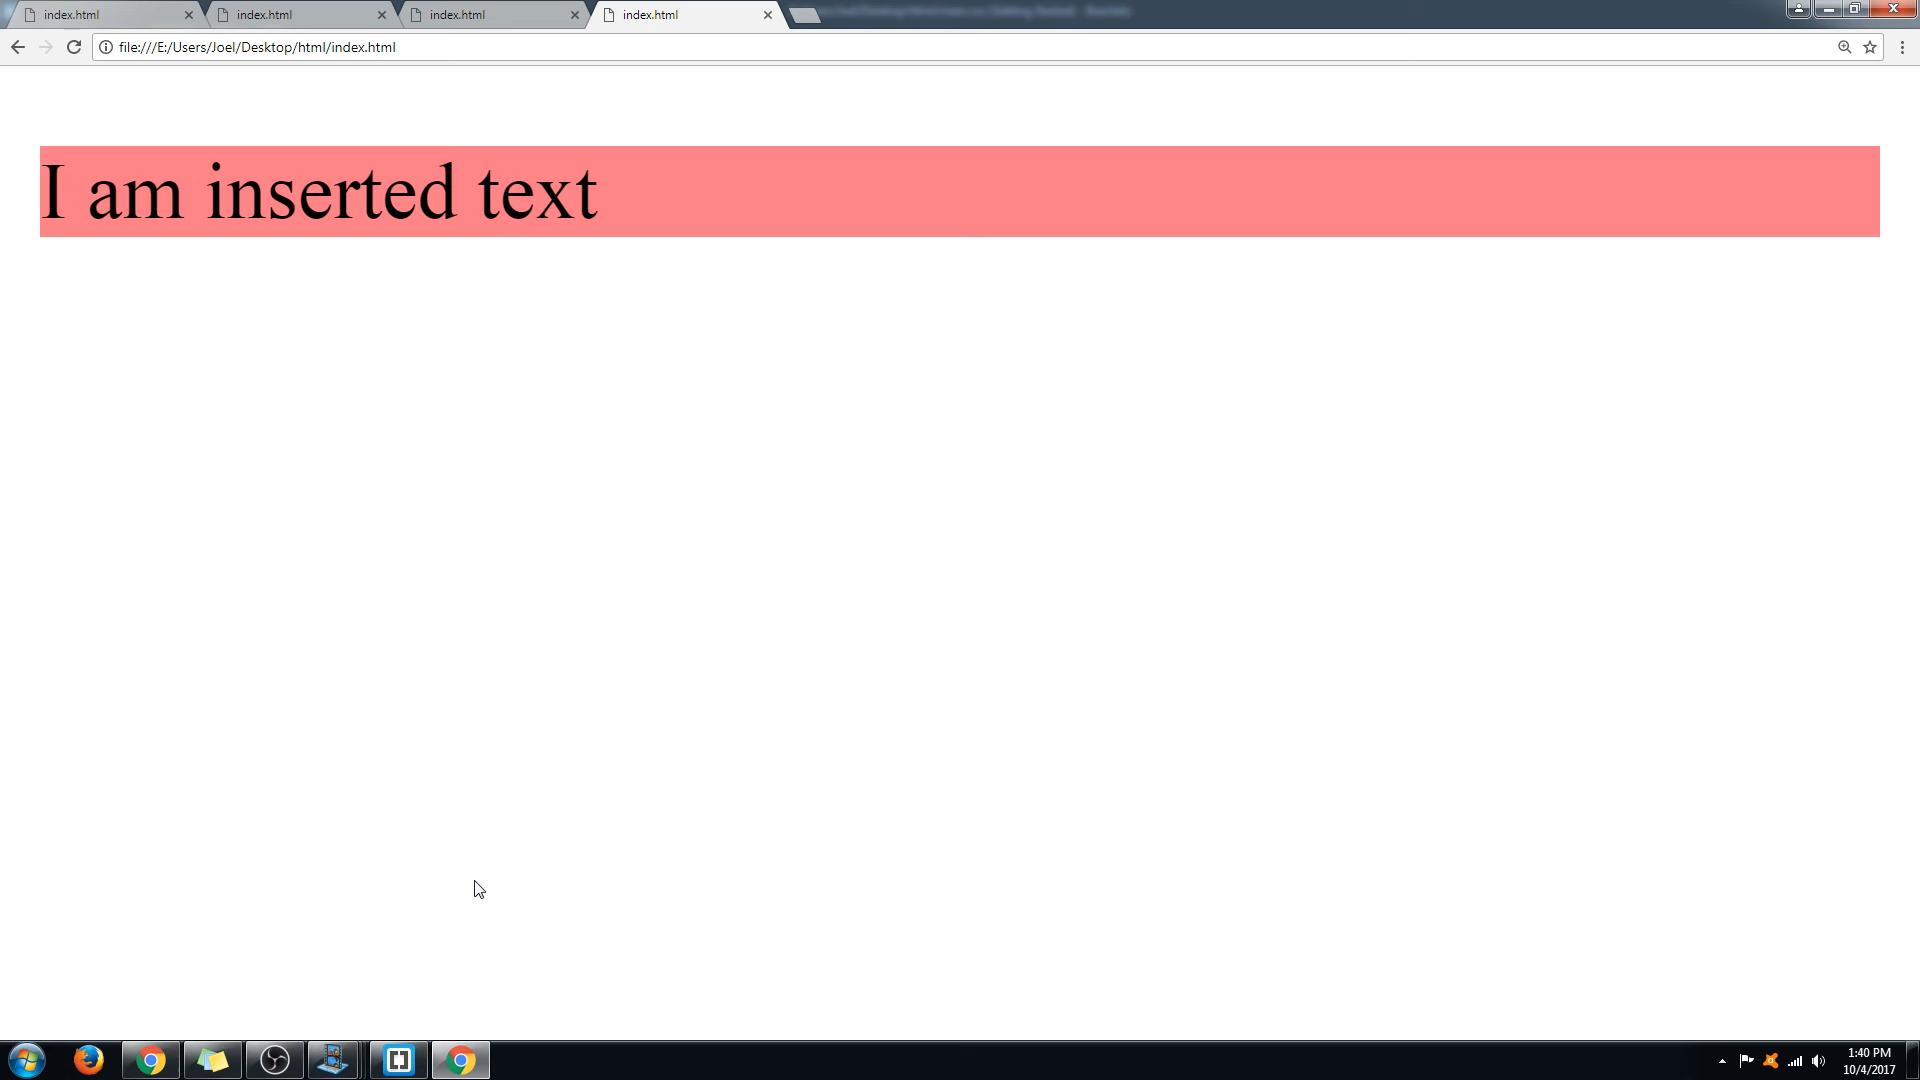 index.html
index.html
index.html
index.html
file:///E:/Users/Joel/Desktop/html/index.html
I am inserted text
1:40 PM
10/4/2017